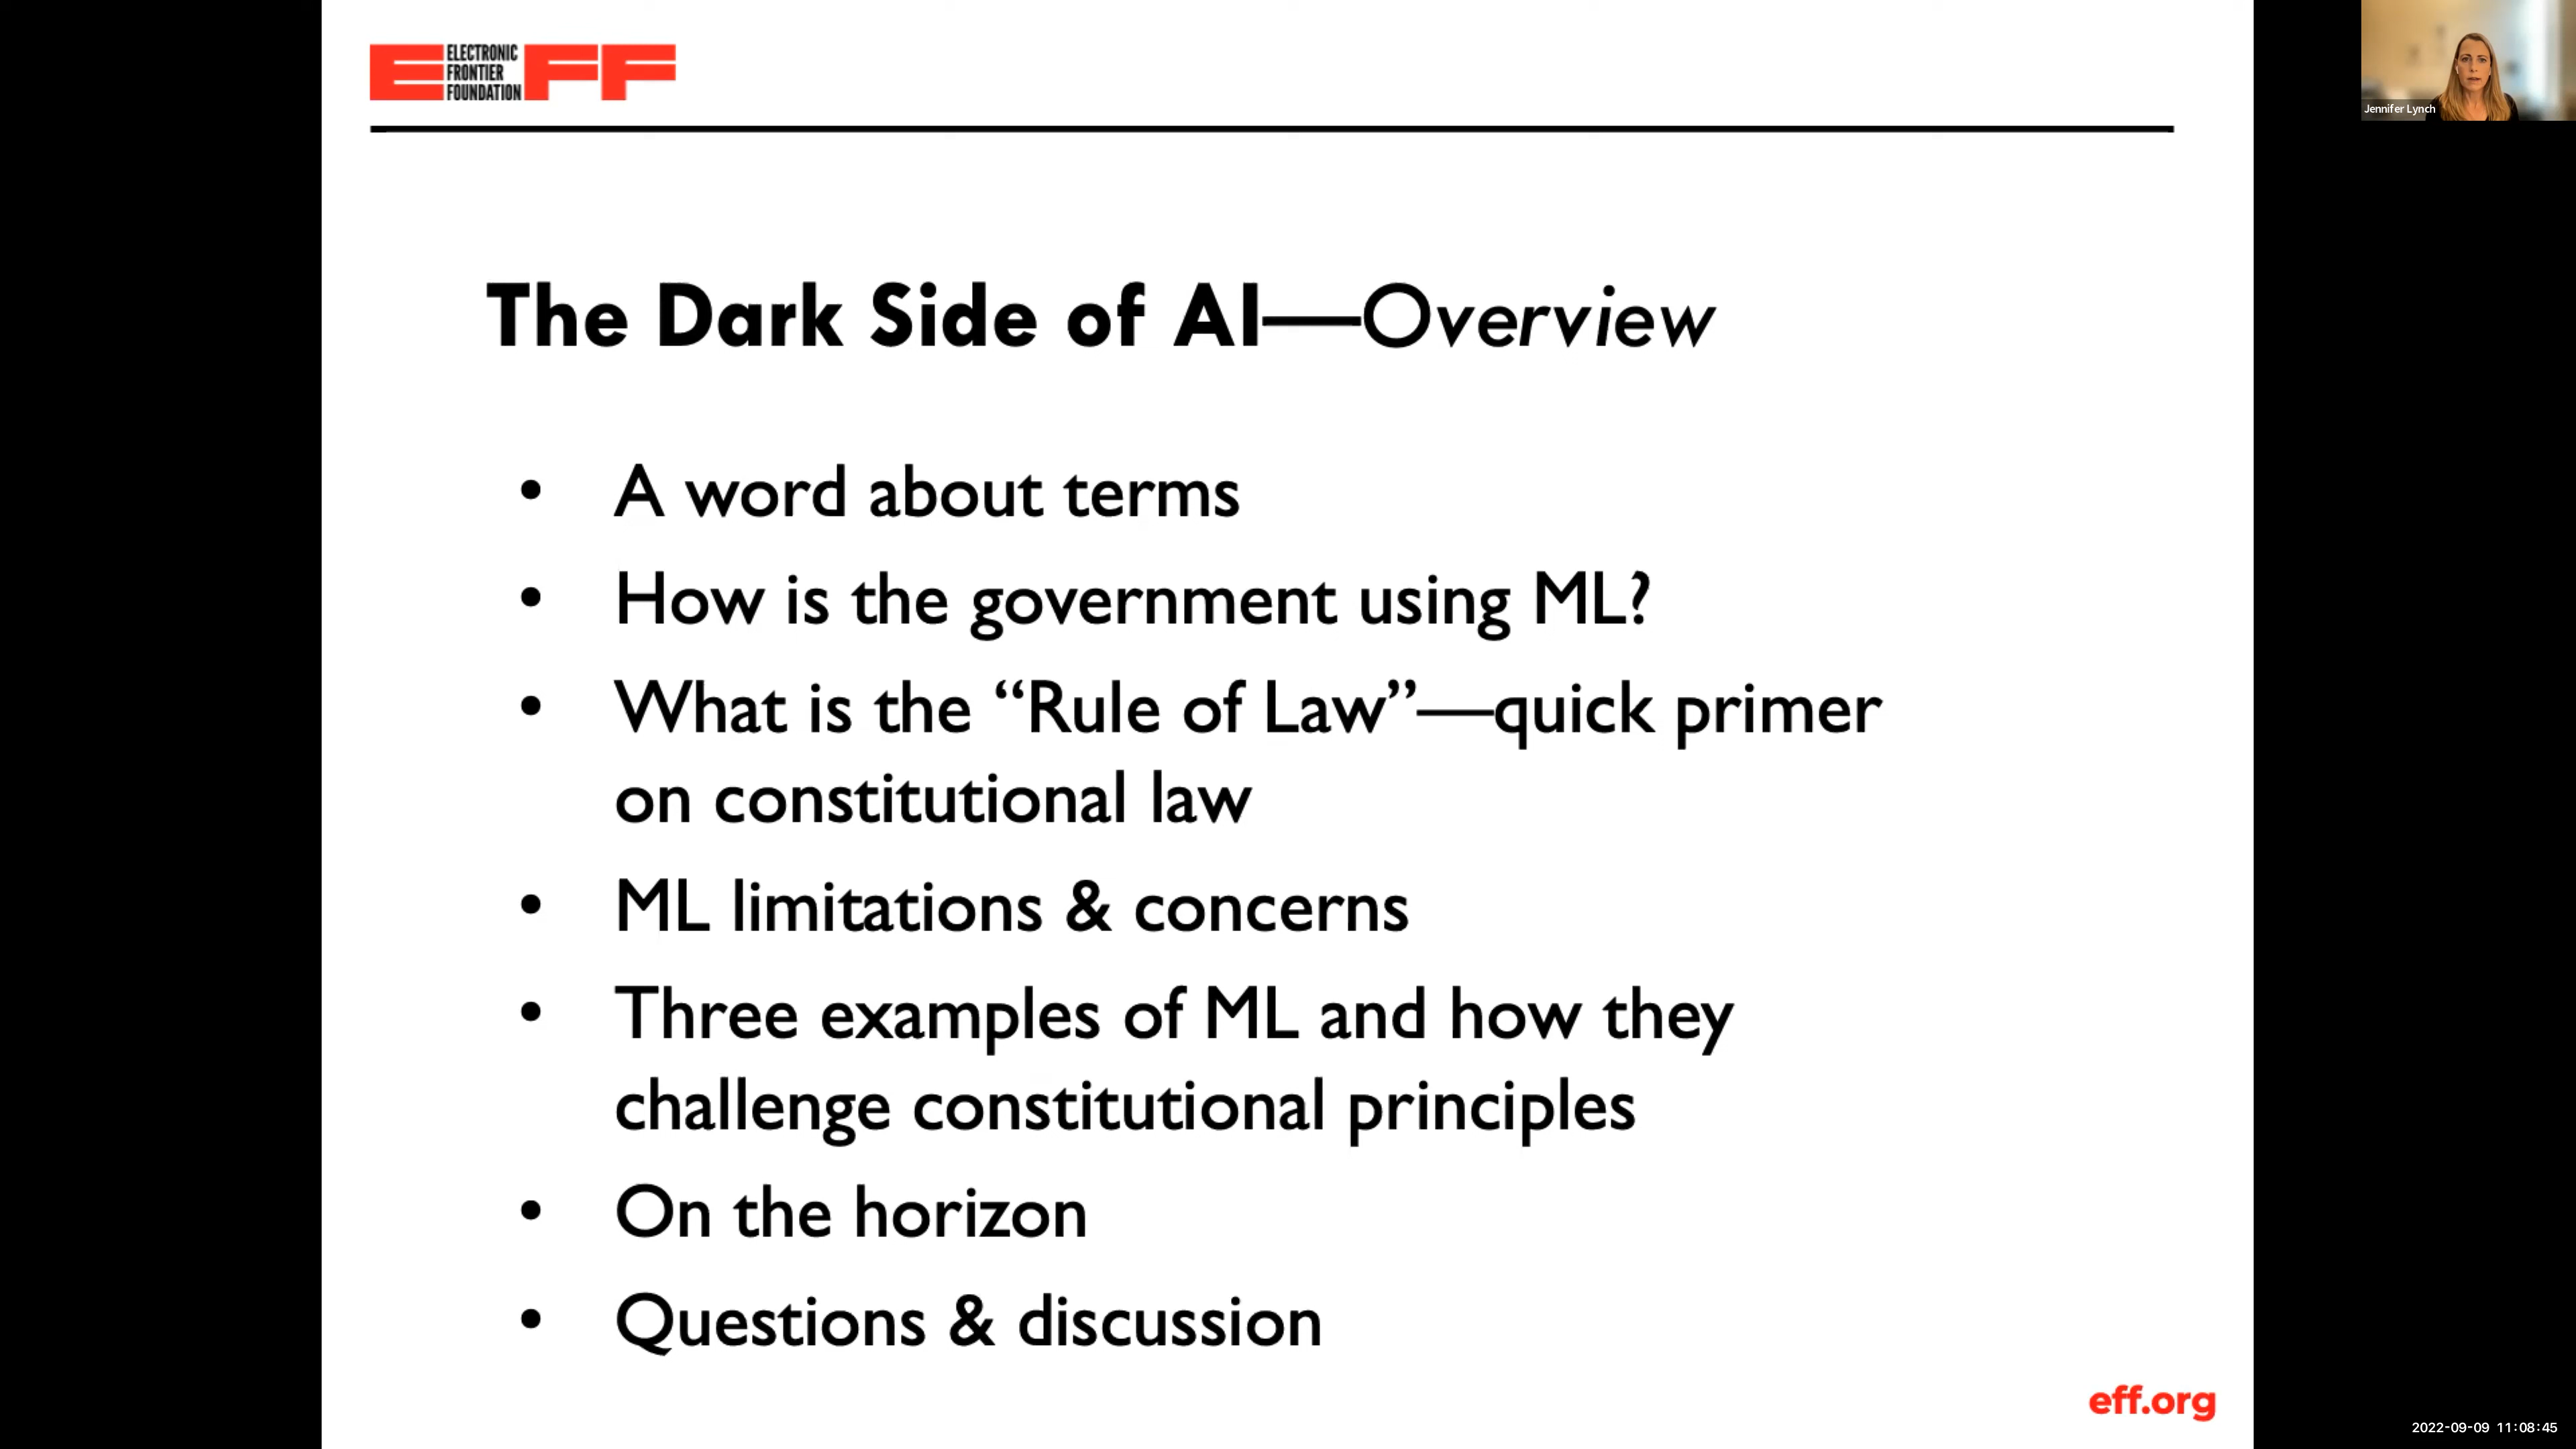 ELECTRONIC
FRONTIER
FOUNDATION
EFF
Jennifer Lynch
The Dark Side of AI—Overview
• A word about terms
• How is the government using ML?
• What is the “Rule of Law”—quick primer
on constitutional law
• ML limitations & concerns
• Three examples of ML and how they
challenge constitutional principles
• On the horizon
• Questions & discussion
eff.org
2022-09-09 11:08:45